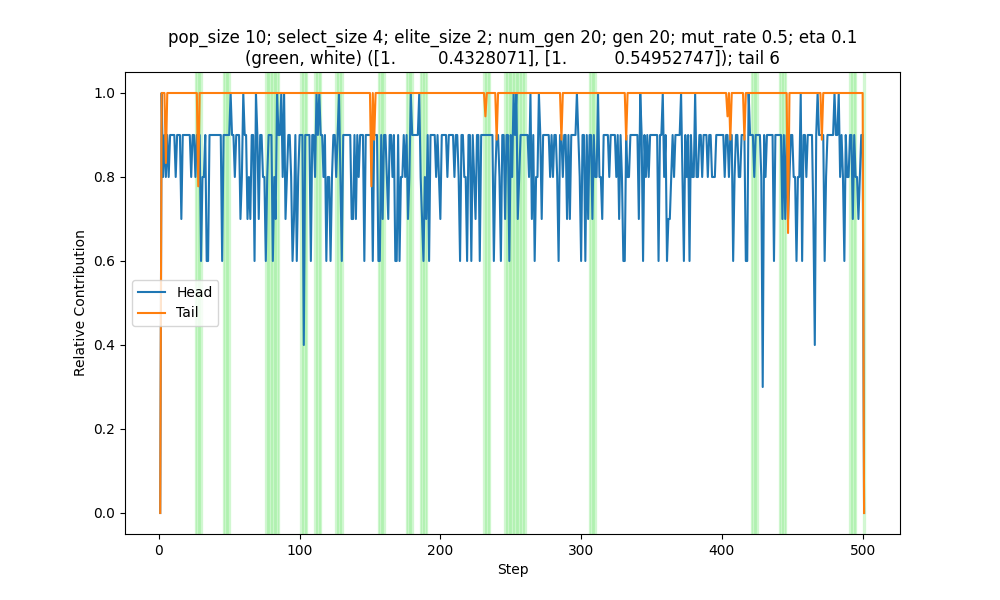 pop_size 10; select_size 4; elite_size 2; num_gen 20; gen 20; mut_rate 0.5; eta 0.1
(green, white) ([1.         0.4328071], [1.         0.54952747]); tail 6
1.0
0.8
0.6
0.4
0.2
0.0
Relative Contribution
Head
Tail
0
100
200
300
400
500
Step